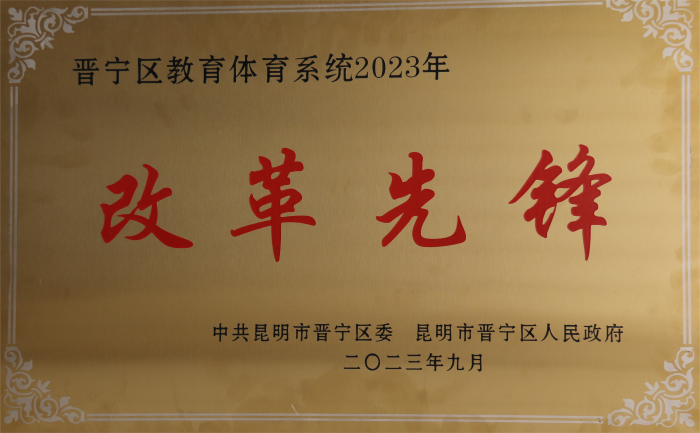 晋宁区教育体育系统2023年
改革先锋
中共昆明市晋宁区委 昆明市晋宁区人民政府
二〇二三年九月